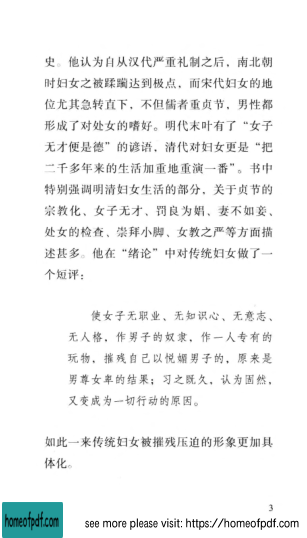 史。他认为自从汉代严重礼制之后，南北朝
时妇女之被蹂躏达到极点，而宋代妇女的地
位尤其急转直下，不但儒者重贞节，男性都
形成了对处女的嗜好。明代末叶有了“女子
无才便是德”的谚语，清代对妇女更是“把
二千多年来的生活加重地重演一番”。书中
特别强调明清妇女生活的部分，关于贞节的
宗教化、女子无才、罚良为娼、妻不如妾、
处女的检查、崇拜小脚、女教之严等方面描
述甚多。他在“绪论”中对传统妇女做了一
个短评：
使女子无职业、无知识心、无意志、
无人格，作男子的奴隶，作一人专有的
玩物，摧残自己以悦媚男子的，原来是
男尊女卑的结果；习之既久，认为固然，
又变成为一切行动的原因。
如此一来传统妇女被摧残压迫的形象更加具
体化。
3
homeofpdf.com
see more please visit: https://homeofpdf.com